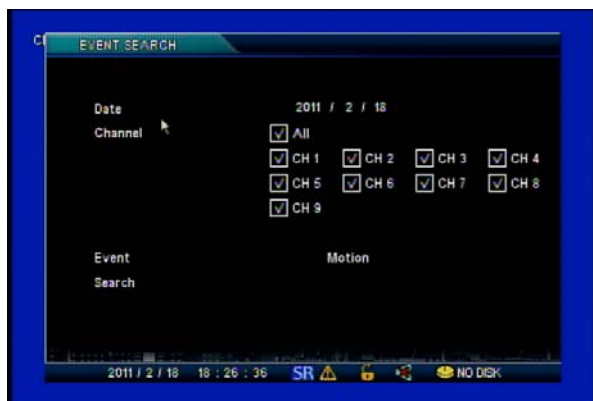 EVENT SEARCH
Date 2011 / 2 / 18
Channel All
CH 1 CH 2 CH 3 CH 4
CH 5 CH 6 CH 7 CH 8
CH 9
Event Motion
Search
2011 / 2 / 18 18 : 26 : 36 SR NO DISK